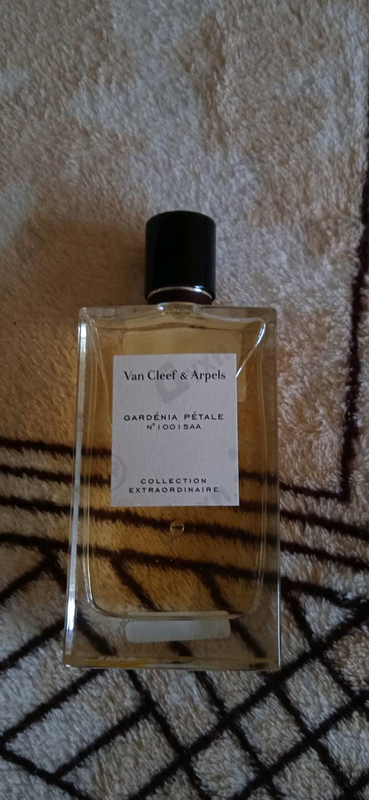 Van Cleef & Arpels
GARDÉNIA PÉTALE
N°10015AA
COLLECTION
EXTRAORDINAIRE